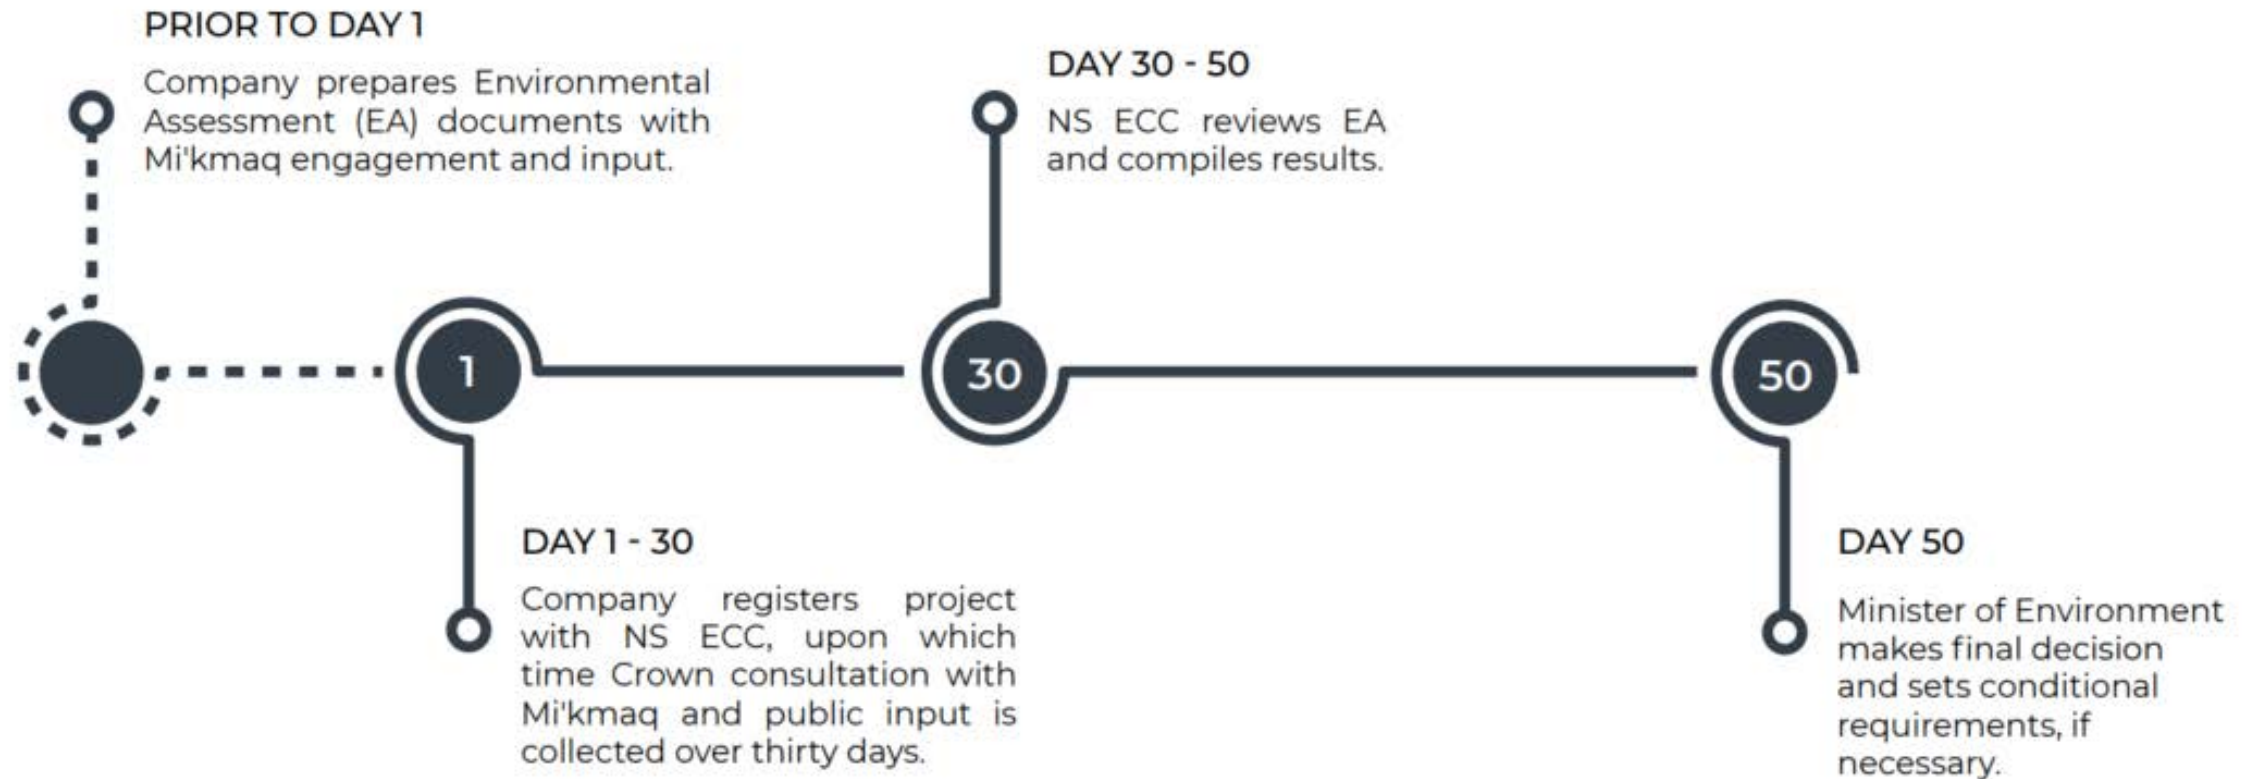 PRIOR TO DAY 1
Company prepares Environmental
Assessment (EA) documents with
Mi'kmaq engagement and input.
DAY 30 - 50
NS ECC reviews EA
and compiles results.
1
30
50
DAY 1 - 30
Company registers project
with NS ECC, upon which
time Crown consultation with
Mi'kmaq and public input is
collected over thirty days.
DAY 50
Minister of Environment
makes final decision
and sets conditional
requirements, if
necessary.